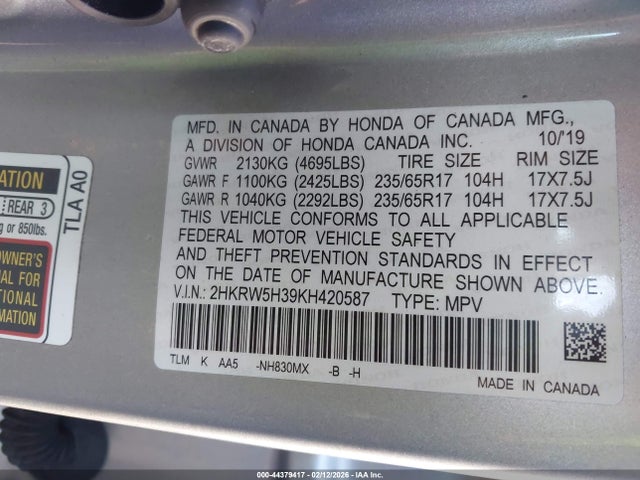 MFD. IN CANADA BY HONDA OF CANADA MFG.,
A DIVISION OF HONDA CANADA INC. 10/'19
GVWR 2130KG (4695LBS) TIRE SIZE RIM SIZE
GAWR F 1100KG (2425LBS) 235/65R17 104H 17X7.5J
GAWR R 1040KG (2292LBS) 235/65R17 104H 17X7.5J
THIS VEHICLE CONFORMS TO ALL APPLICABLE
FEDERAL MOTOR VEHICLE SAFETY
AND THEFT PREVENTION STANDARDS IN EFFECT
ON THE DATE OF MANUFACTURE SHOWN ABOVE.
V.I.N.: 2HKRW5H39KH420587 TYPE: MPV
TLM K AA5 -NH830MX -B -H
MADE IN CANADA
ATION
REAR 3
g or 850lbs.
OWNER'S
AL FOR
TIONAL
RMATION
TLA A0
000-44379417 - 02/12/2026 - IAA Inc.